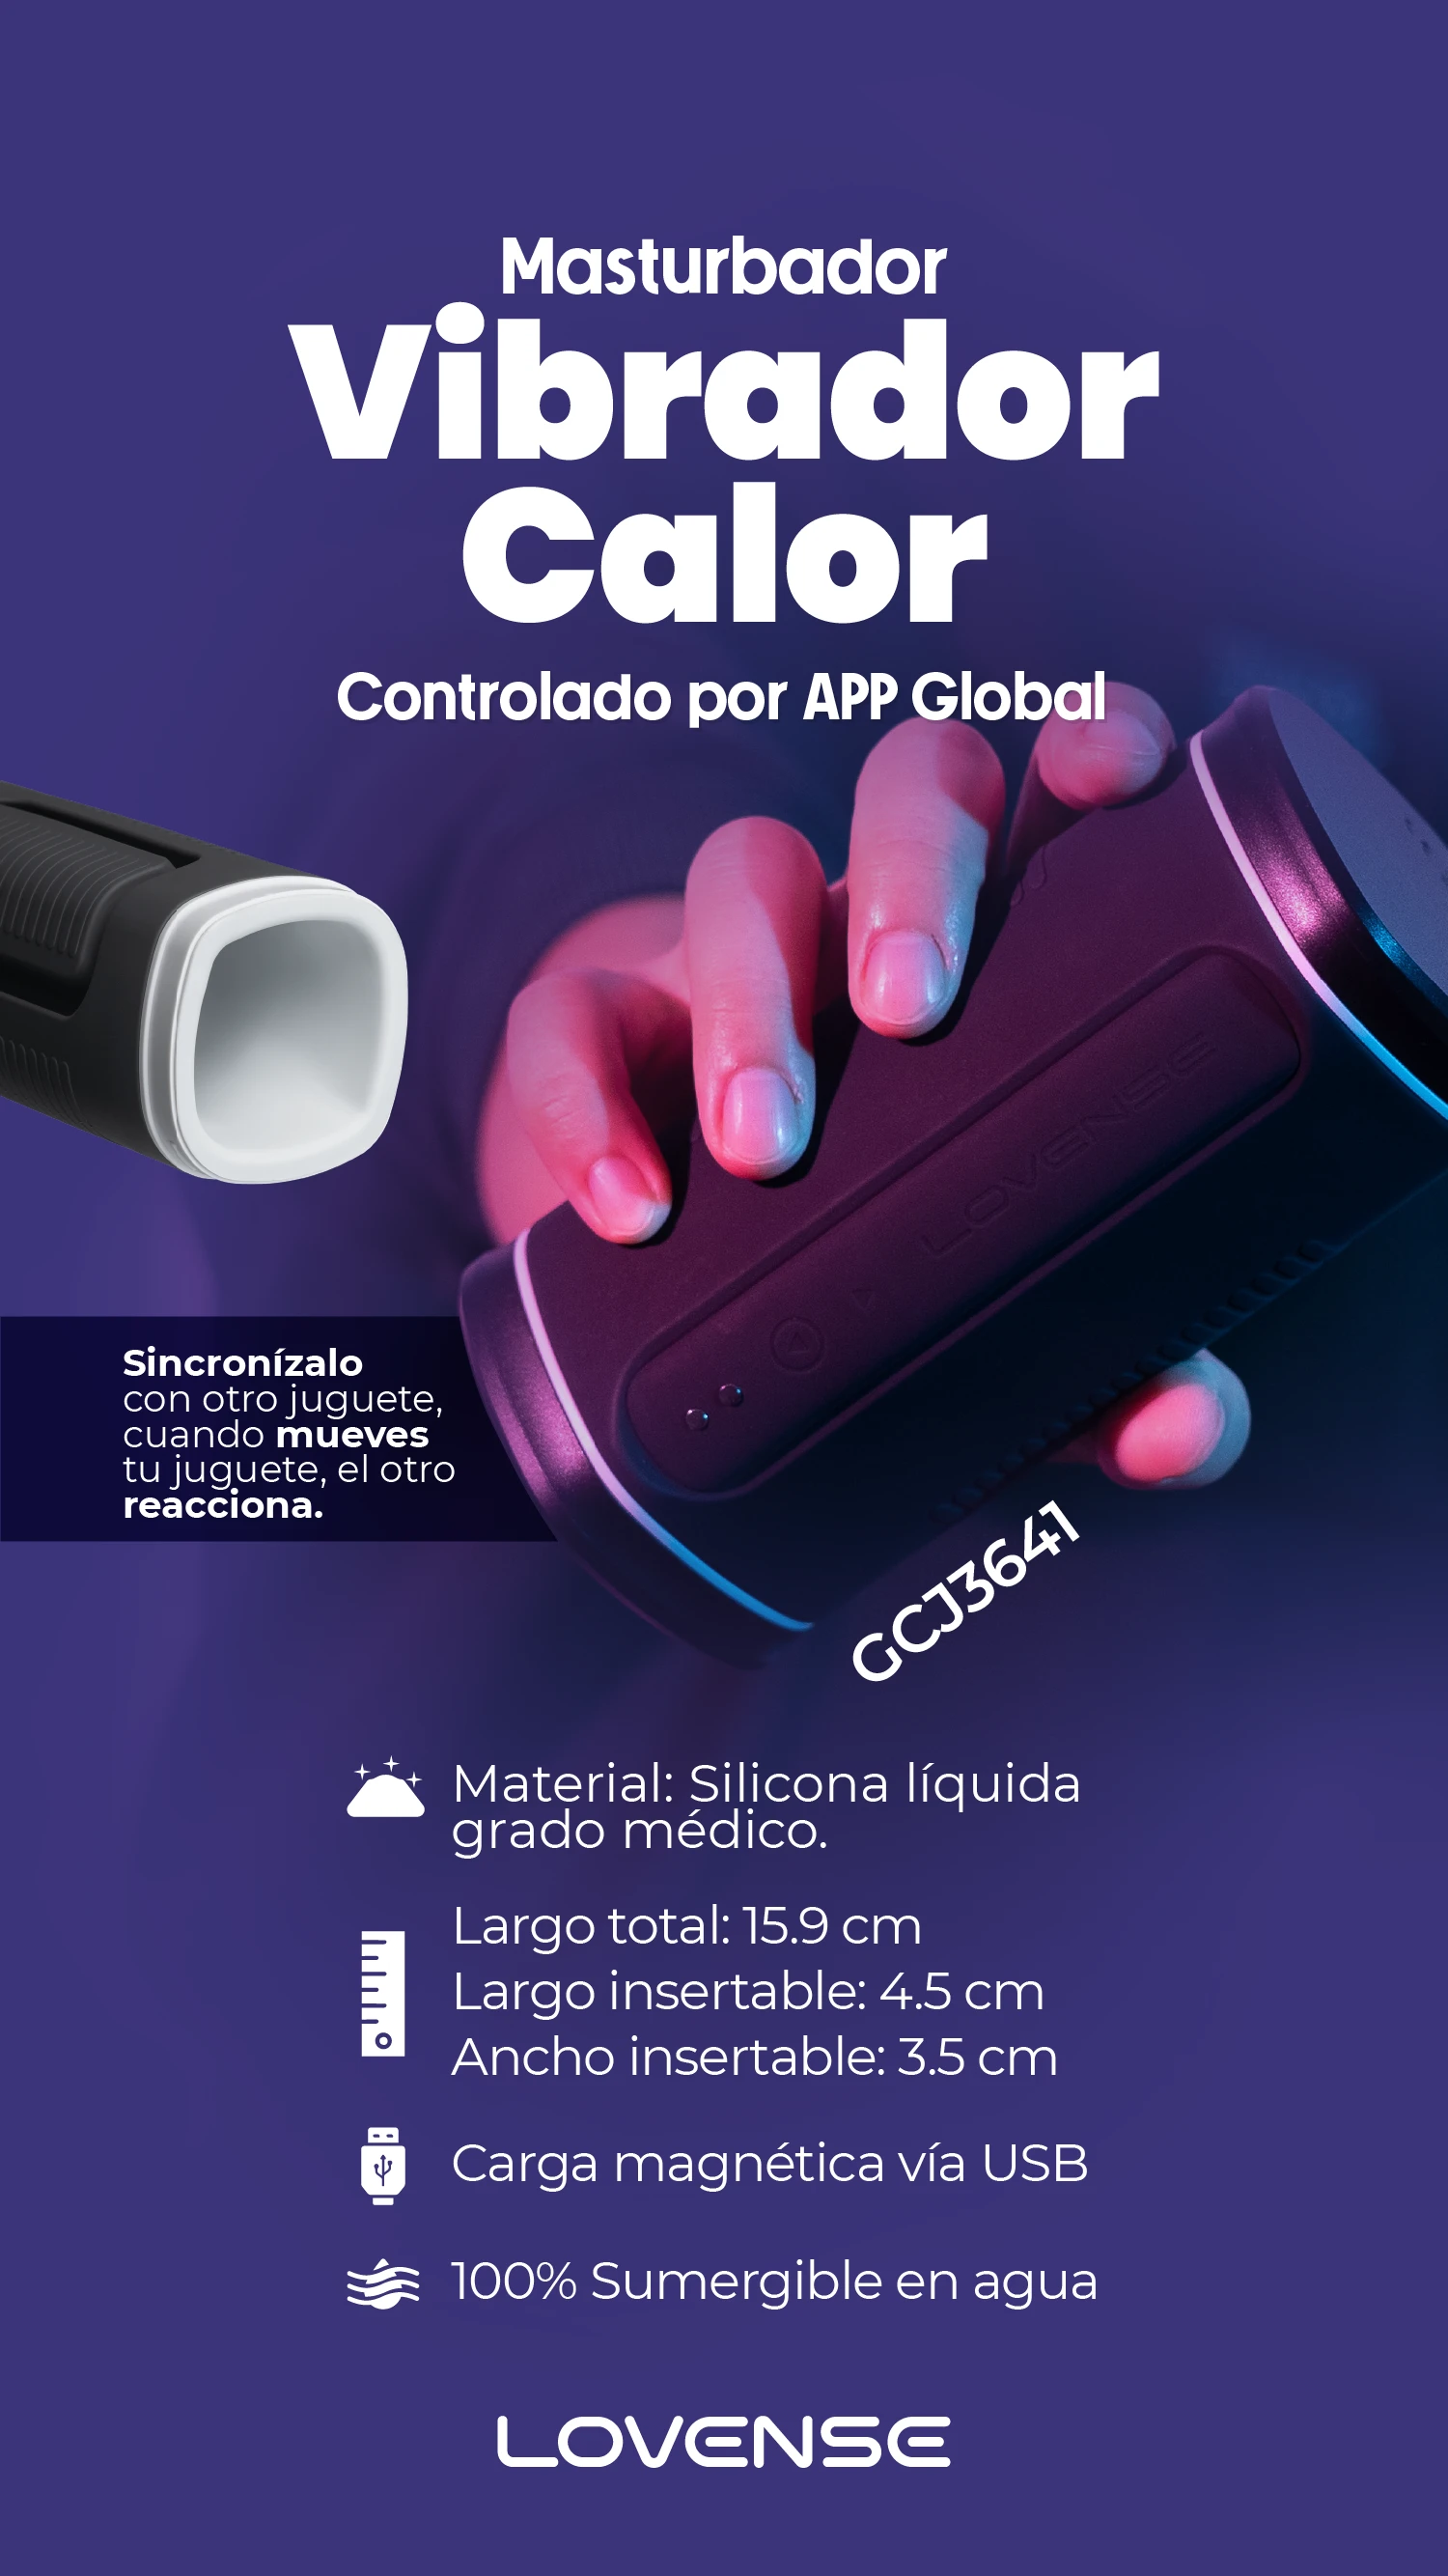 Masturbador
Vibrador
Calor
Controlado por APP Global
LOVENSE
Sincronízalo
con otro juguete,
cuando mueves
tu juguete, el otro
reacciona.
GCJ3641
Material: Silicona líquida
grado médico.
Largo total: 15.9 cm
Largo insertable: 4.5 cm
Ancho insertable: 3.5 cm
Carga magnética vía USB
100% Sumergible en agua
LOVENSE